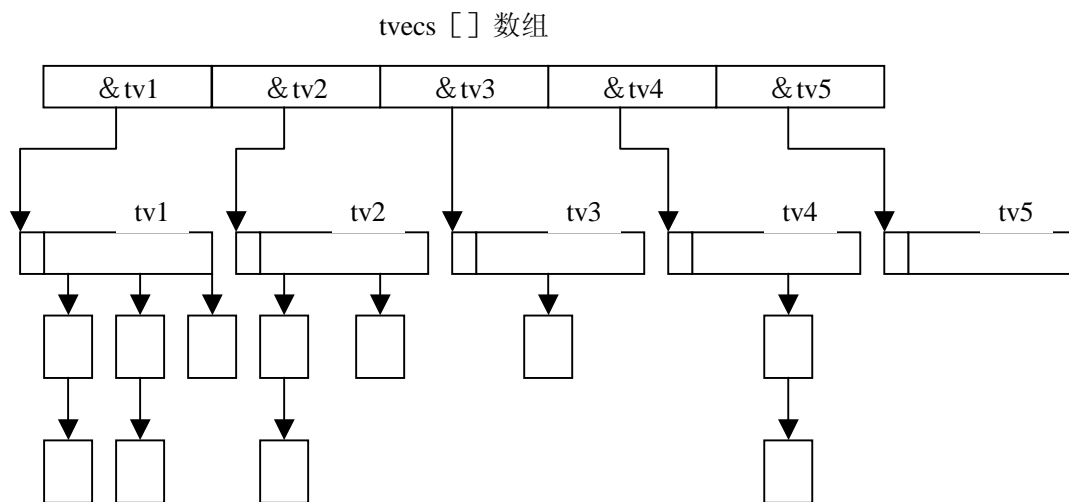 tvecs［］数组
＆tv1 ＆tv2 ＆tv3 ＆tv4 ＆tv5
tv1 tv2 tv3 tv4 tv5